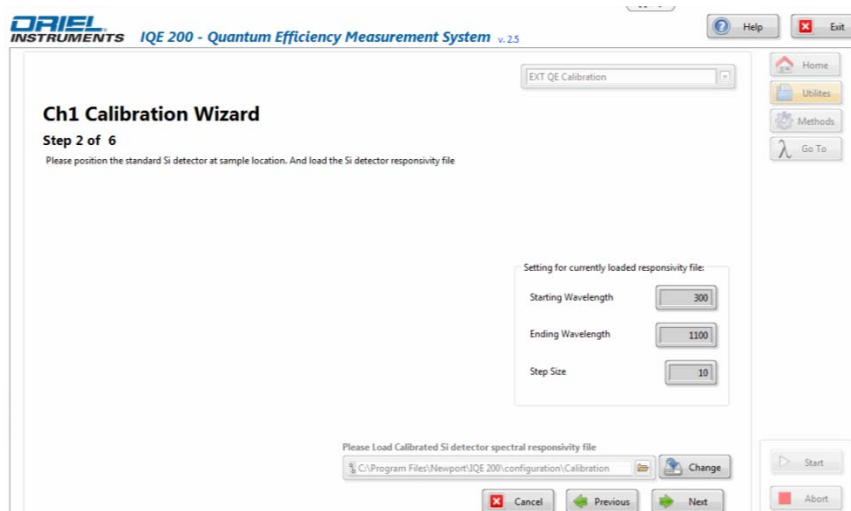 ORIEL
INSTRUMENTS IQE 200 - Quantum Efficiency Measurement System v. 2.5
Help
Exit
EXT QE Calibration
Home
Utilites
Methods
λ Go To
Ch1 Calibration Wizard
Step 2 of 6
Please position the standard Si detector at sample location. And load the Si detector responsivity file
Setting for currently loaded responsivity file:
Starting Wavelength 300
Ending Wavelength 1100
Step Size 10
Please Load Calibrated Si detector spectral responsivity file
C:\Program Files\Newport\IQE 200\configuration\Calibration
Change
Start
Cancel Previous Next
Abort